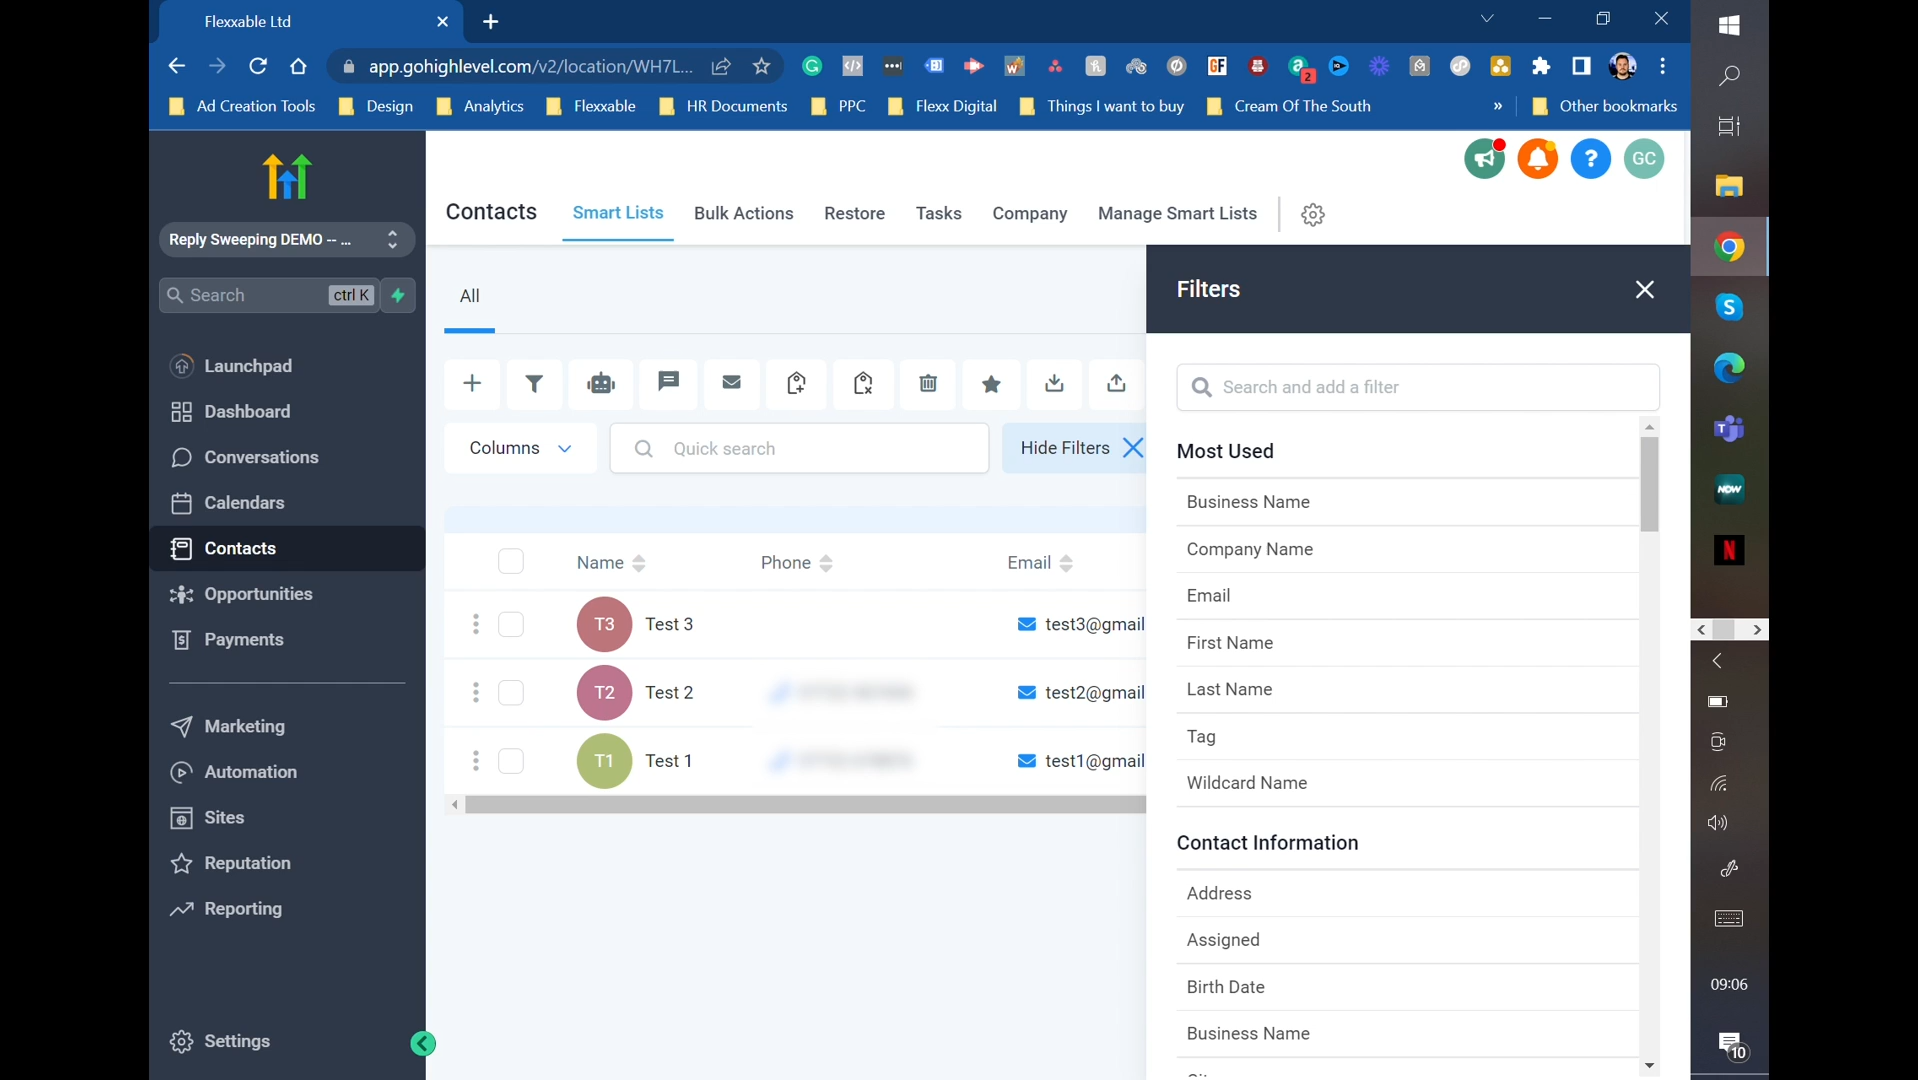 Flexxable Ltd
app.gohighlevel.com/v2/location/WH7L...
2
Ad Creation Tools
Design
Analytics
Flexxable
HR Documents
PPC
Flexx Digital
Things I want to buy
Cream Of The South
»
Other bookmarks
GC
Reply Sweeping DEMO -- ...
Search
ctrl K
Launchpad
Dashboard
Conversations
Calendars
Contacts
Opportunities
Payments
Marketing
Automation
Sites
Reputation
Reporting
Settings
Contacts
Smart Lists
Bulk Actions
Restore
Tasks
Company
Manage Smart Lists
All
Columns
Quick search
Hide Filters
Name
Phone
Email
T3
Test 3
test3@gmail
T2
Test 2
test2@gmail
T1
Test 1
test1@gmail
Filters
Search and add a filter
Most Used
Business Name
Company Name
Email
First Name
Last Name
Tag
Wildcard Name
Contact Information
Address
Assigned
Birth Date
Business Name
NOW
09:06
10